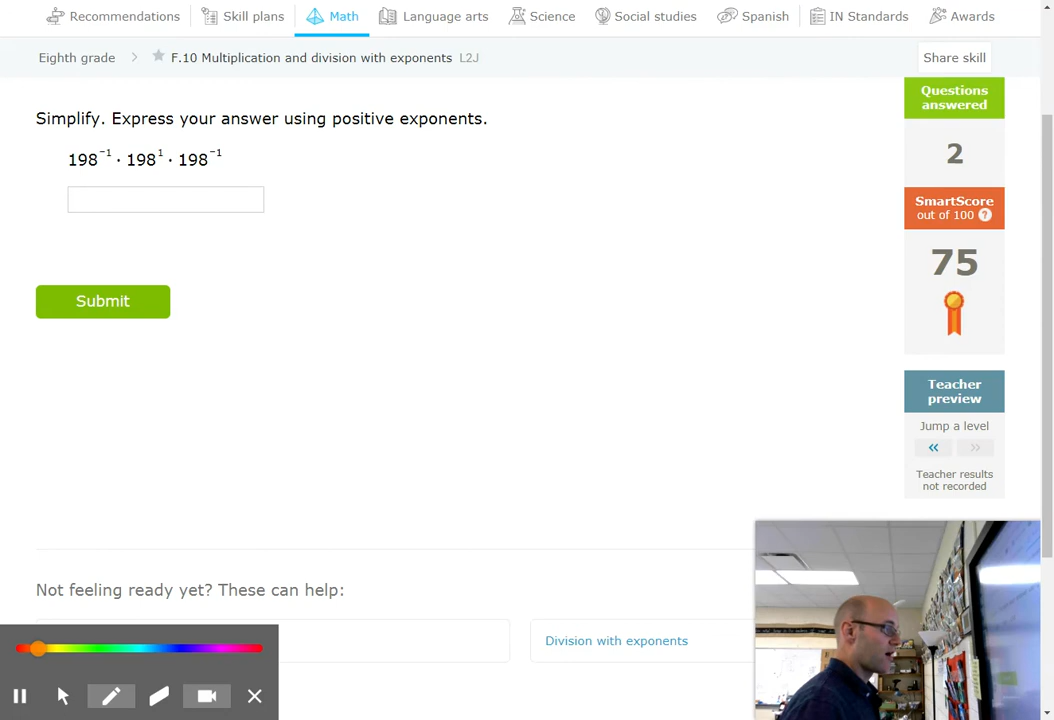 Recommendations Skill plans Math Language arts Science Social studies Spanish IN Standards Awards
Eighth grade > F.10 Multiplication and division with exponents L2J Share skill
Questions answered
2
SmartScore
out of 100 ?
75
Simplify. Express your answer using positive exponents.
198⁻¹ · 198¹ · 198⁻¹
Submit
Teacher preview
Jump a level
<< >>
Teacher results
not recorded
Not feeling ready yet? These can help:
Division with exponents